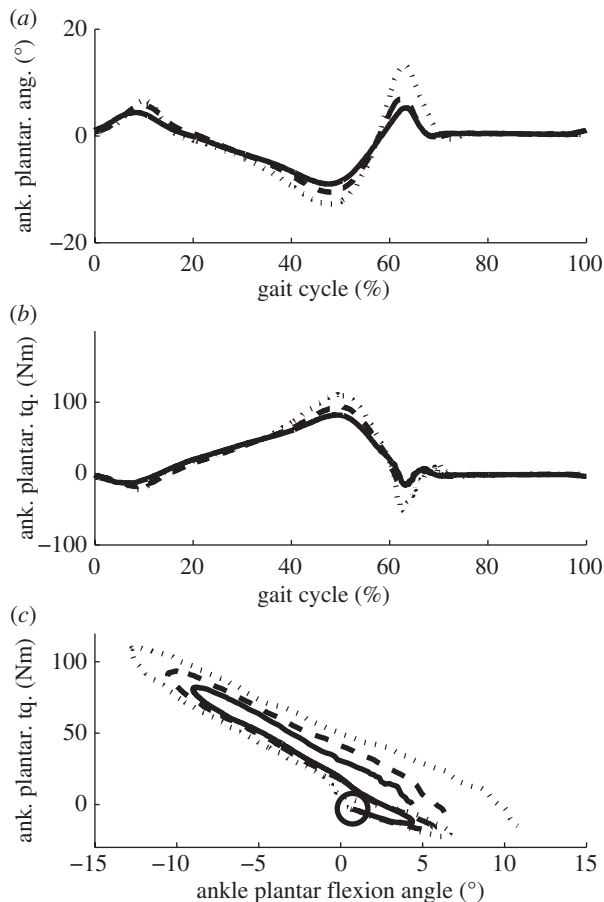 (a)
20
0
−20
ank. plantar. ang. (°)
0 20 40 60 80 100
gait cycle (%)
(b)
100
0
−100
ank. plantar. tq. (Nm)
0 20 40 60 80 100
gait cycle (%)
(c)
100
50
0
ank. plantar. tq. (Nm)
−15 −10 −5 0 5 10 15
ankle plantar flexion angle (°)